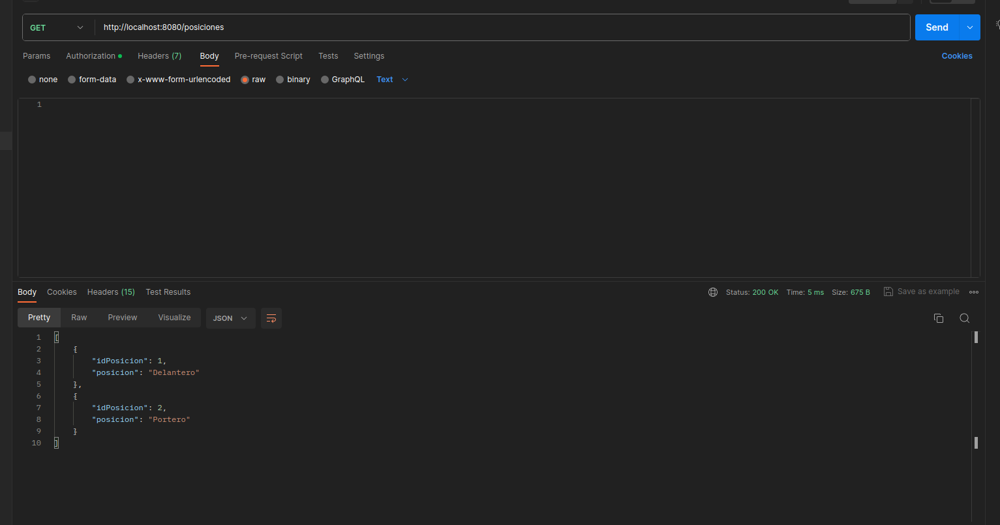 GET http://localhost:8080/posiciones Send
Params Authorization Headers (7) Body Pre-request Script Tests Settings Cookies
none form-data x-www-form-urlencoded raw binary GraphQL Text
1
Body Cookies Headers (15) Test Results Status: 200 OK Time: 5 ms Size: 675 B Save as example
Pretty Raw Preview Visualize JSON
1 [
2 {
3 "idPosicion": 1,
4 "posicion": "Delantero"
5 },
6 {
7 "idPosicion": 2,
8 "posicion": "Portero"
9 }
10 ]